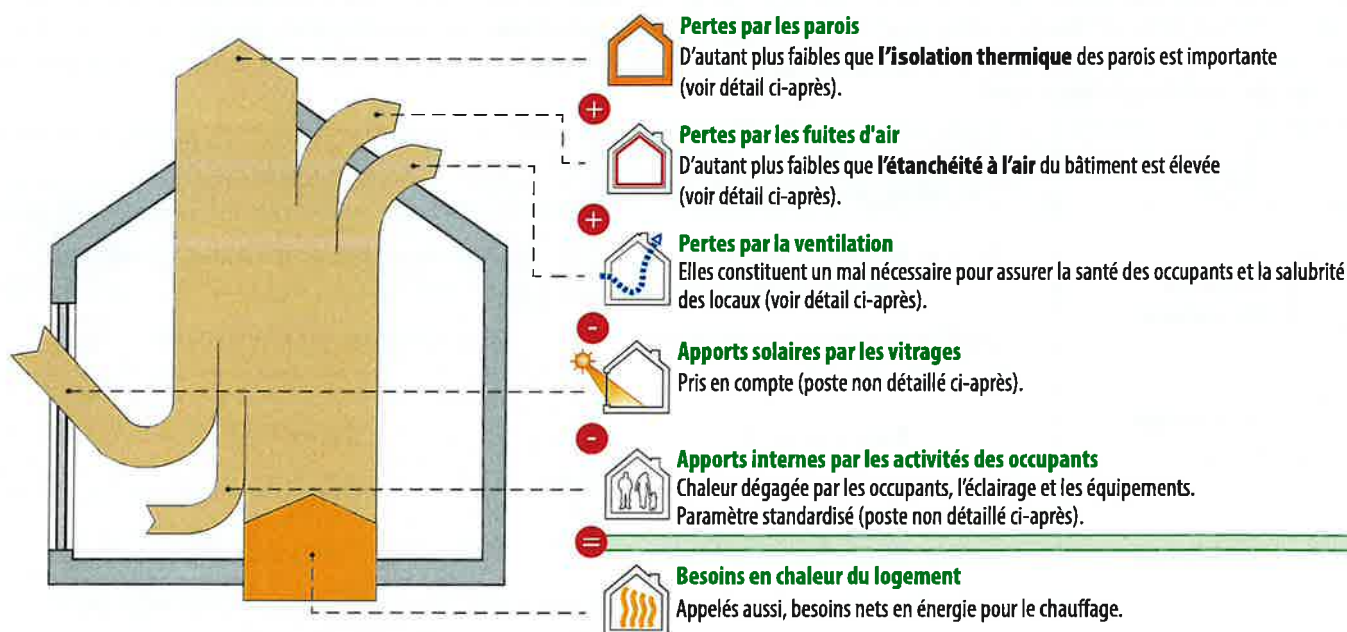 Pertes par les parois
D'autant plus faibles que l'isolation thermique des parois est importante
(voir détail ci-après).
+
Pertes par les fuites d'air
D'autant plus faibles que l'étanchéité à l'air du bâtiment est élevée
(voir détail ci-après).
+
Pertes par la ventilation
Elles constituent un mal nécessaire pour assurer la santé des occupants et la salubrité
des locaux (voir détail ci-après).
-
Apports solaires par les vitrages
Pris en compte (poste non détaillé ci-après).
-
Apports internes par les activités des occupants
Chaleur dégagée par les occupants, l'éclairage et les équipements.
Paramètre standardisé (poste non détaillé ci-après).
=
Besoins en chaleur du logement
Appelés aussi, besoins nets en énergie pour le chauffage.